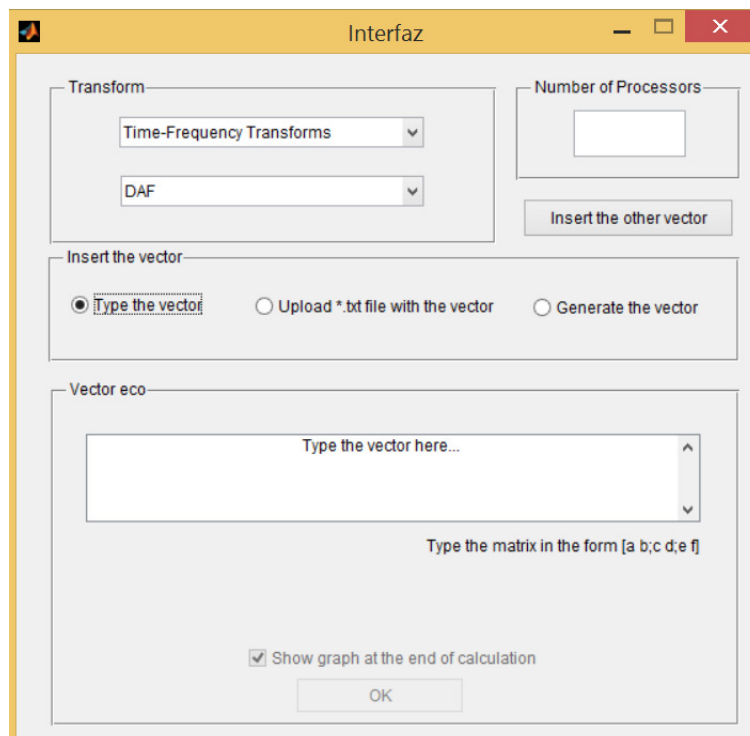 Interfaz
Transform
Number of Processors
Time-Frequency Transforms
DAF
Insert the other vector
Insert the vector
Type the vector
Upload *.txt file with the vector
Generate the vector
Vector eco
Type the vector here...
Type the matrix in the form [a b;c d;e f]
Show graph at the end of calculation
OK